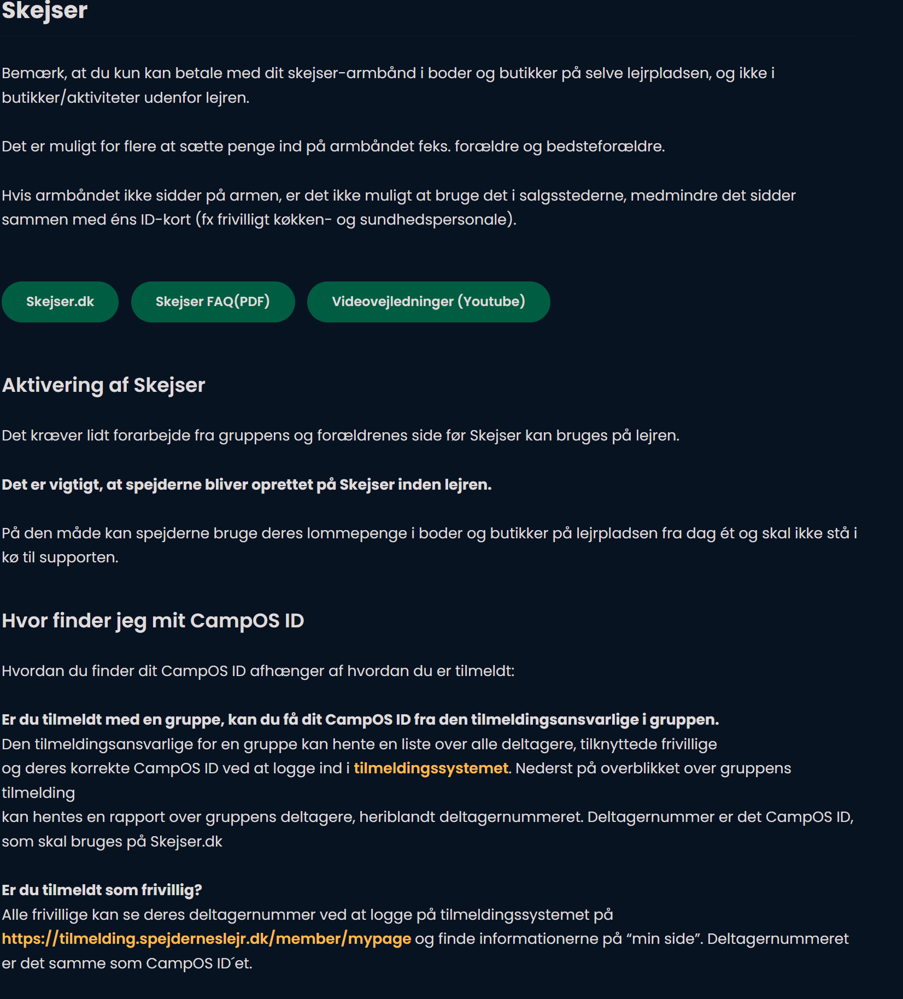 Skejser
Bemærk, at du kun kan betale med dit skejser-armbånd i boder og butikker på selve lejrpladsen, og ikke i
butikker/aktiviteter udenfor lejren.
Det er muligt for flere at sætte penge ind på armbåndet feks. forældre og bedsteforældre.
Hvis armbåndet ikke sidder på armen, er det ikke muligt at bruge det i salgsstederne, medmindre det sidder
sammen med éns ID-kort (fx frivilligt køkken- og sundhedspersonale).
Skejser.dk
Skejser FAQ(PDF)
Videovejledninger (Youtube)
Aktivering af Skejser
Det kræver lidt forarbejde fra gruppens og forældrenes side før Skejser kan bruges på lejren.
Det er vigtigt, at spejderne bliver oprettet på Skejser inden lejren.
På den måde kan spejderne bruge deres lommepenge i boder og butikker på lejrpladsen fra dag ét og skal ikke stå i
kø til supporten.
Hvor finder jeg mit CampOS ID
Hvordan du finder dit CampOS ID afhænger af hvordan du er tilmeldt:
Er du tilmeldt med en gruppe, kan du få dit CampOS ID fra den tilmeldingsansvarlige i gruppen.
Den tilmeldingsansvarlige for en gruppe kan hente en liste over alle deltagere, tilknyttede frivillige
og deres korrekte CampOS ID ved at logge ind i tilmeldingssystemet. Nederst på overblikket over gruppens
tilmelding
kan hentes en rapport over gruppens deltagere, heriblandt deltagernummeret. Deltagernummer er det CampOS ID,
som skal bruges på Skejser.dk
Er du tilmeldt som frivillig?
Alle frivillige kan se deres deltagernummer ved at logge på tilmeldingssystemet på
https://tilmelding.spejderneslejr.dk/member/mypage og finde informationerne på “min side”. Deltagernummeret
er det samme som CampOS ID´et.